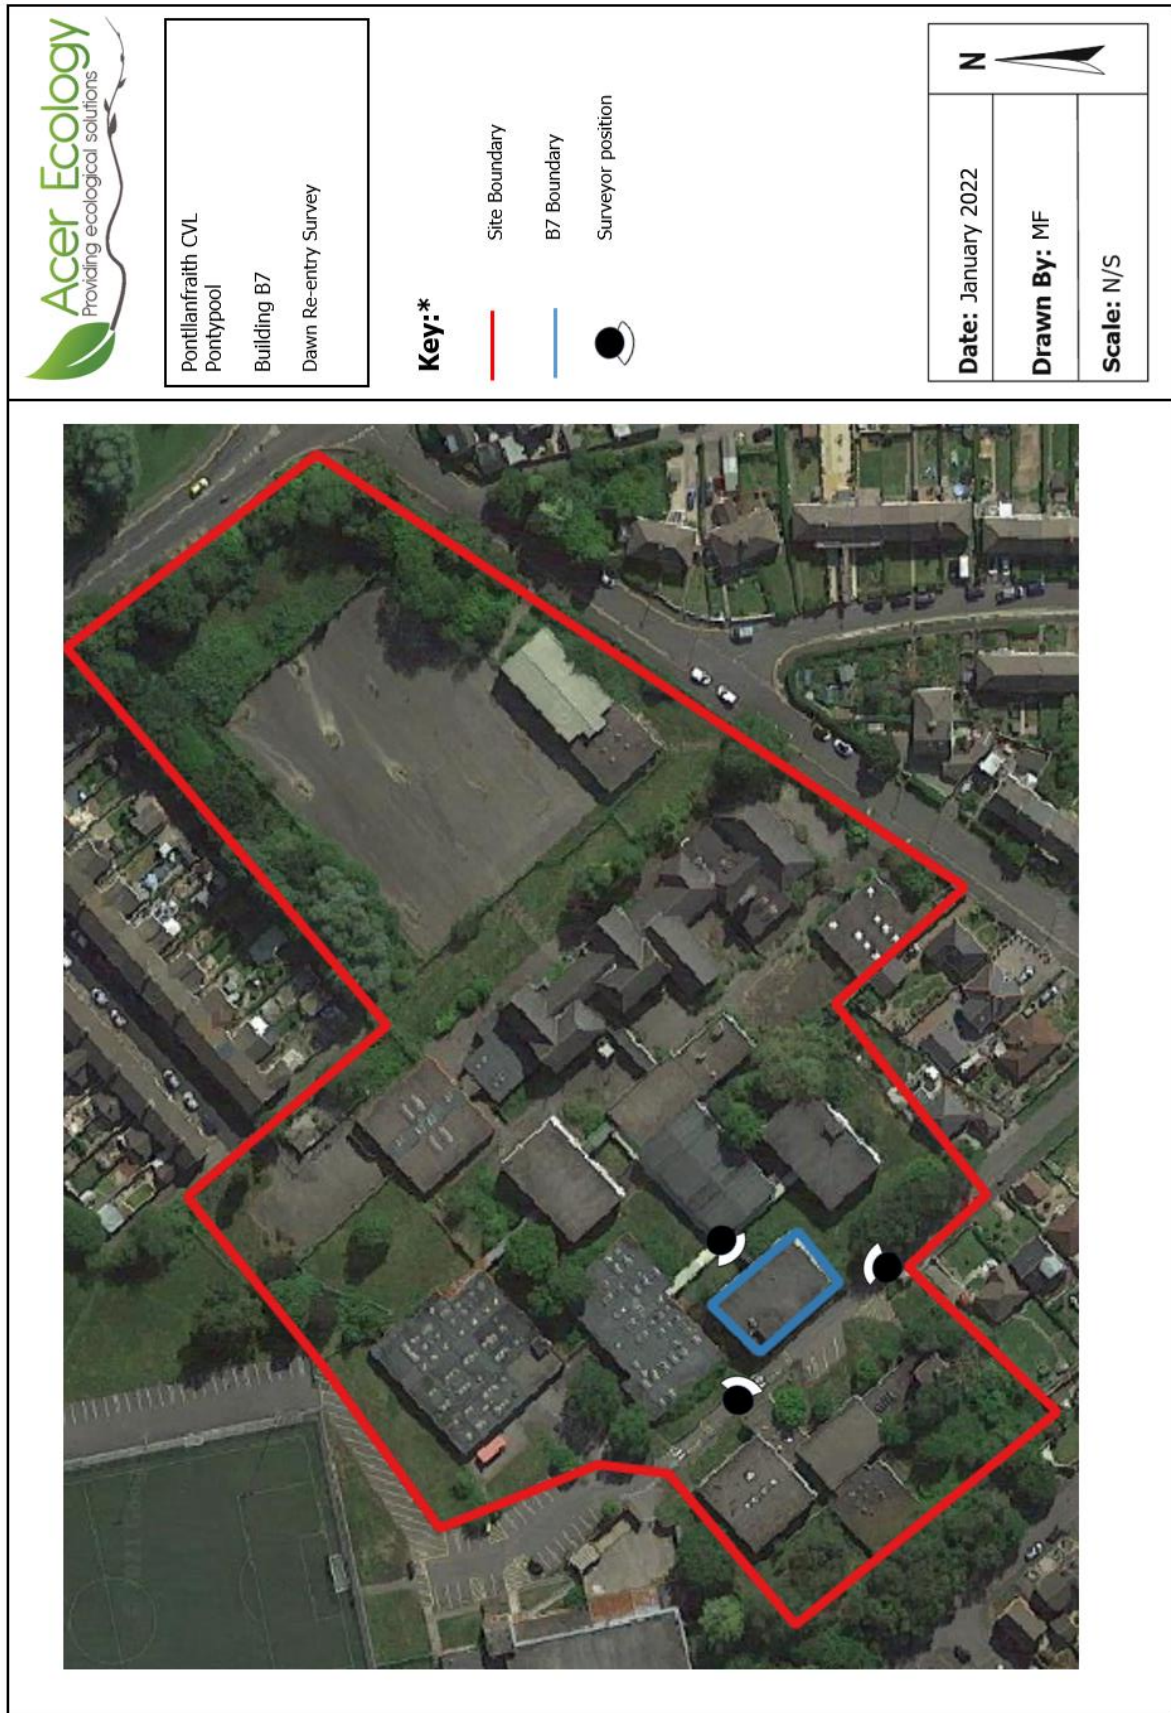 Acer Ecology
Providing ecological solutions
Pontllanfraith CVL
Pontypool
Building B7
Dawn Re-entry Survey
Key:*
Site Boundary
B7 Boundary
Surveyor position
N
Date: January 2022
Drawn By: MF
Scale: N/S